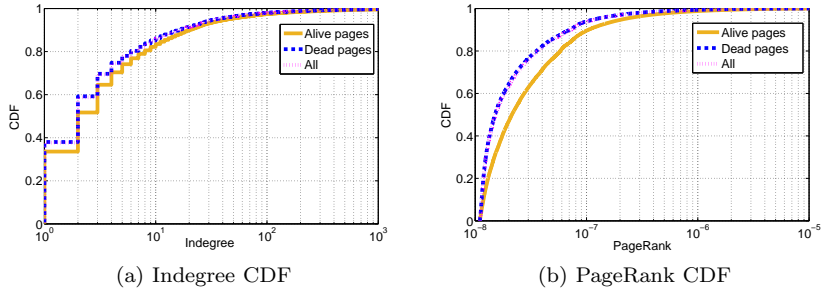 1
0.8
0.6
0.4
0.2
0
CDF
10^0 10^1 10^2 10^3
Indegree
Alive pages
Dead pages
All
(a) Indegree CDF
1
0.8
0.6
0.4
0.2
0
CDF
10^-8 10^-7 10^-6 10^-5
PageRank
Alive pages
Dead pages
All
(b) PageRank CDF